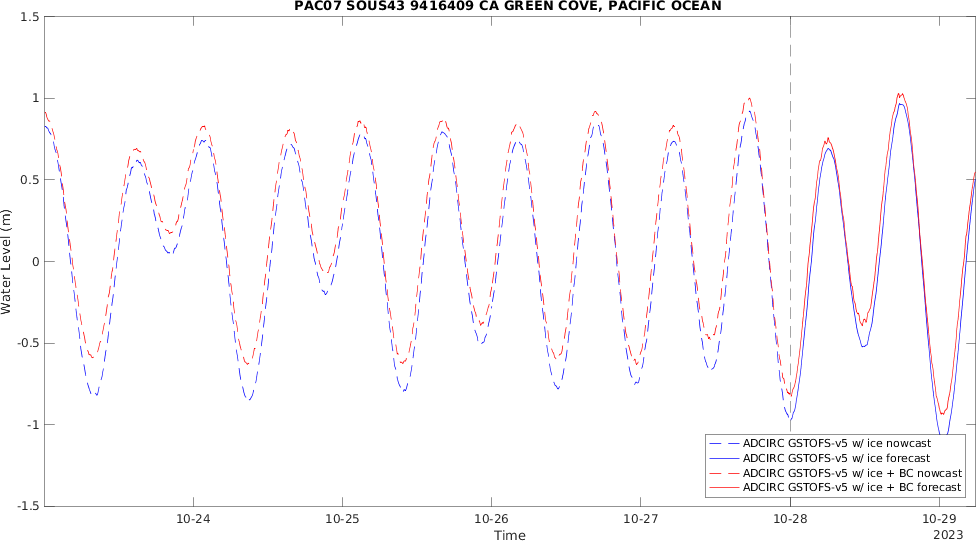 PAC07 SOUS43 9416409 CA GREEN COVE, PACIFIC OCEAN
1.5
1
0.5
0
-0.5
-1
-1.5
Water Level (m)
10-24
10-25
10-26
10-27
10-28
10-29
Time
2023
ADCIRC GSTOFS-v5 w/ ice nowcast
ADCIRC GSTOFS-v5 w/ ice forecast
ADCIRC GSTOFS-v5 w/ ice + BC nowcast
ADCIRC GSTOFS-v5 w/ ice + BC forecast